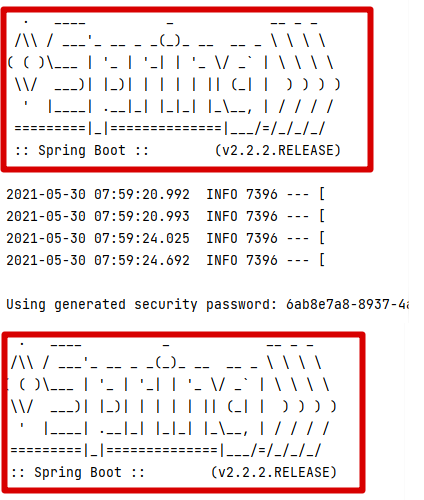 .   ____          _            __ _ _
 /\\ / ___'_ __ _ _(_)_ __  __ _ \ \ \ \
( ( )\___ | '_ | '_| | '_ \/ _` | \ \ \ \
 \\/  ___)| |_)| | | | | || (_| |  ) ) ) )
  '  |____| .__|_| |_|_| |_\__, | / / / /
 =========|_|==============|___/=/_/_/_/
 :: Spring Boot ::        (v2.2.2.RELEASE)
2021-05-30 07:59:20.992  INFO 7396 --- [
2021-05-30 07:59:20.993  INFO 7396 --- [
2021-05-30 07:59:24.025  INFO 7396 --- [
2021-05-30 07:59:24.692  INFO 7396 --- [
Using generated security password: 6ab8e7a8-8937-4a
  .   ____          _            __ _ _
 /\\ / ___'_ __ _ _(_)_ __  __ _ \ \ \ \
( ( )\___ | '_ | '_| | '_ \/ _` | \ \ \ \
 \\/  ___)| |_)| | | | | || (_| |  ) ) ) )
  '  |____| .__|_| |_|_| |_\__, | / / / /
 =========|_|==============|___/=/_/_/_/
 :: Spring Boot ::        (v2.2.2.RELEASE)